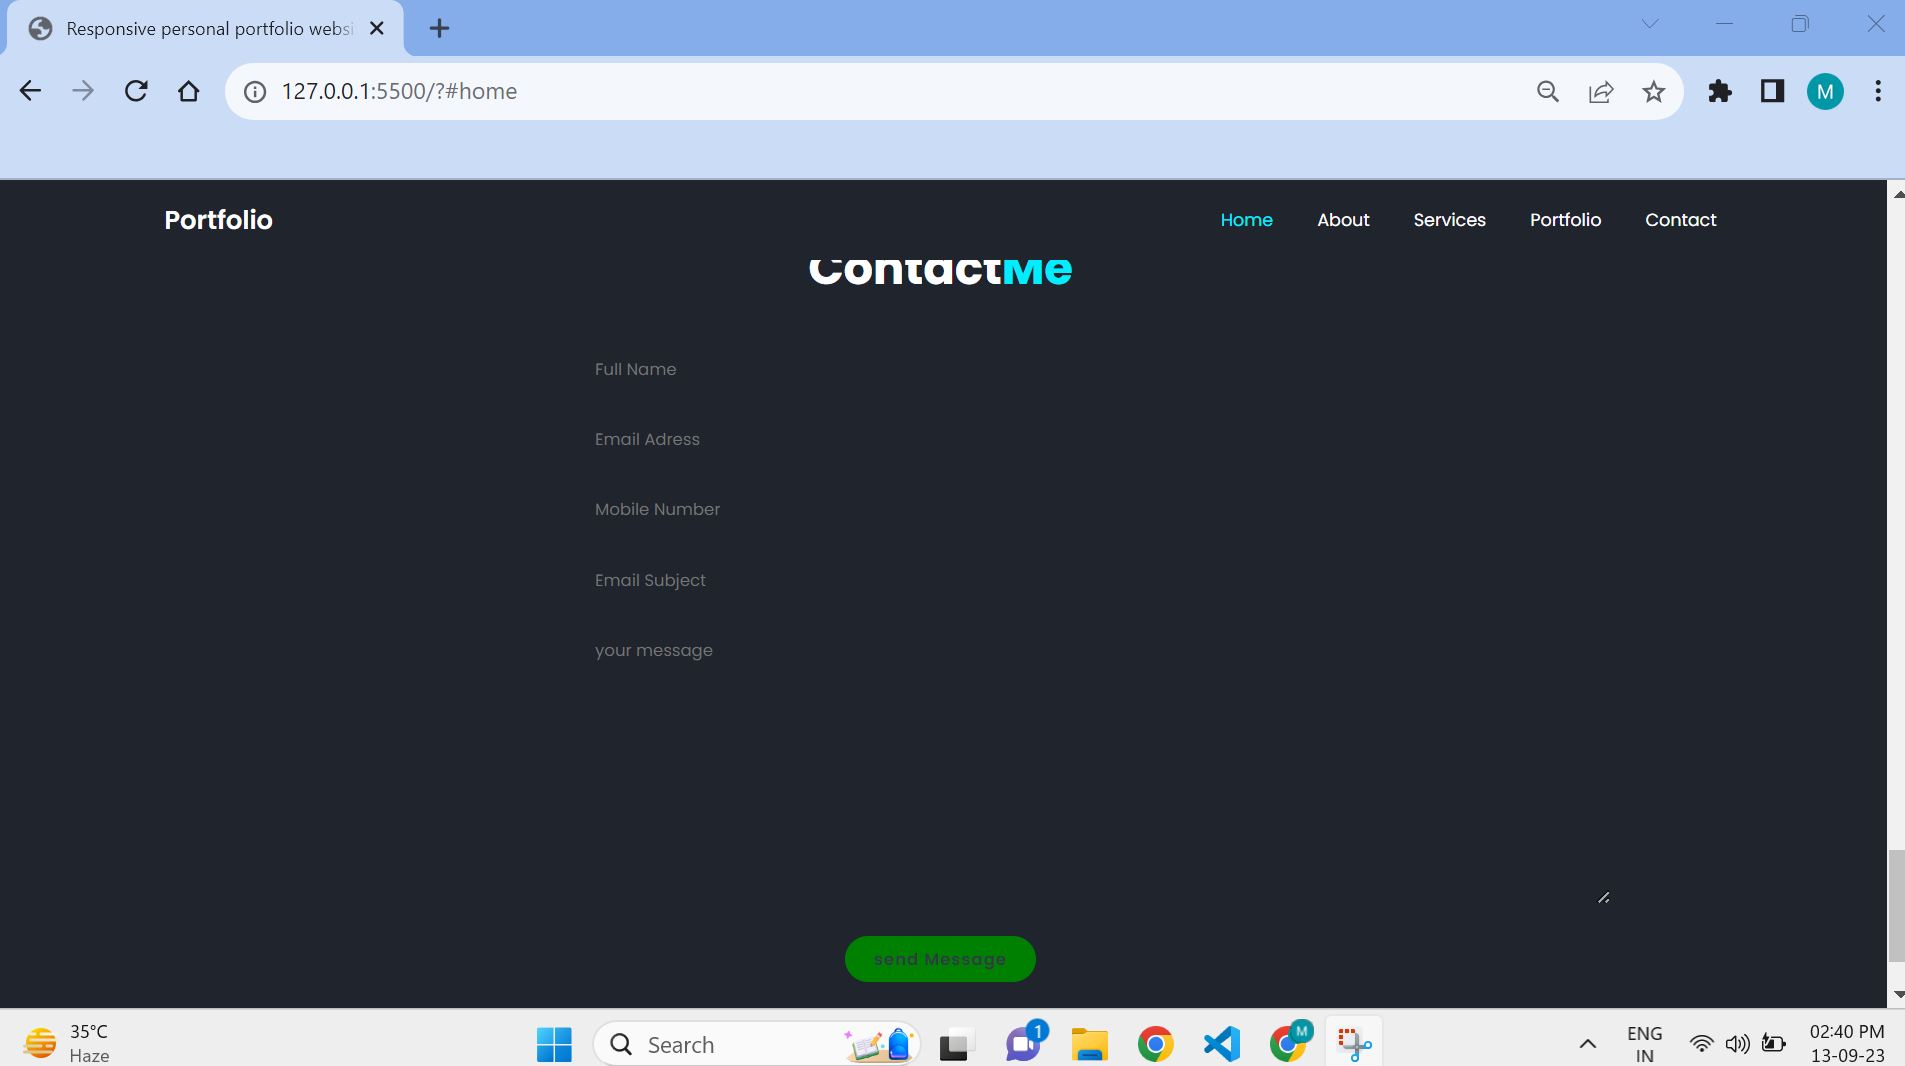 Responsive personal portfolio websi
127.0.0.1:5500/?#home
M
Portfolio
Home About Services Portfolio Contact
ContactMe
Full Name
Email Adress
Mobile Number
Email Subject
your message
send Message
35°C
Haze
Search
1
M
ENG
IN
02:40 PM
13-09-23